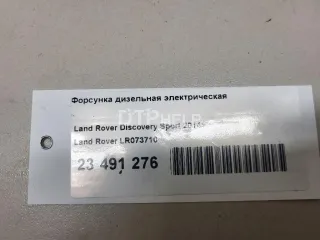 Форсунка дизельная электрическая
Land Rover Discovery Sport
Land Rover LR073710
23 491 276